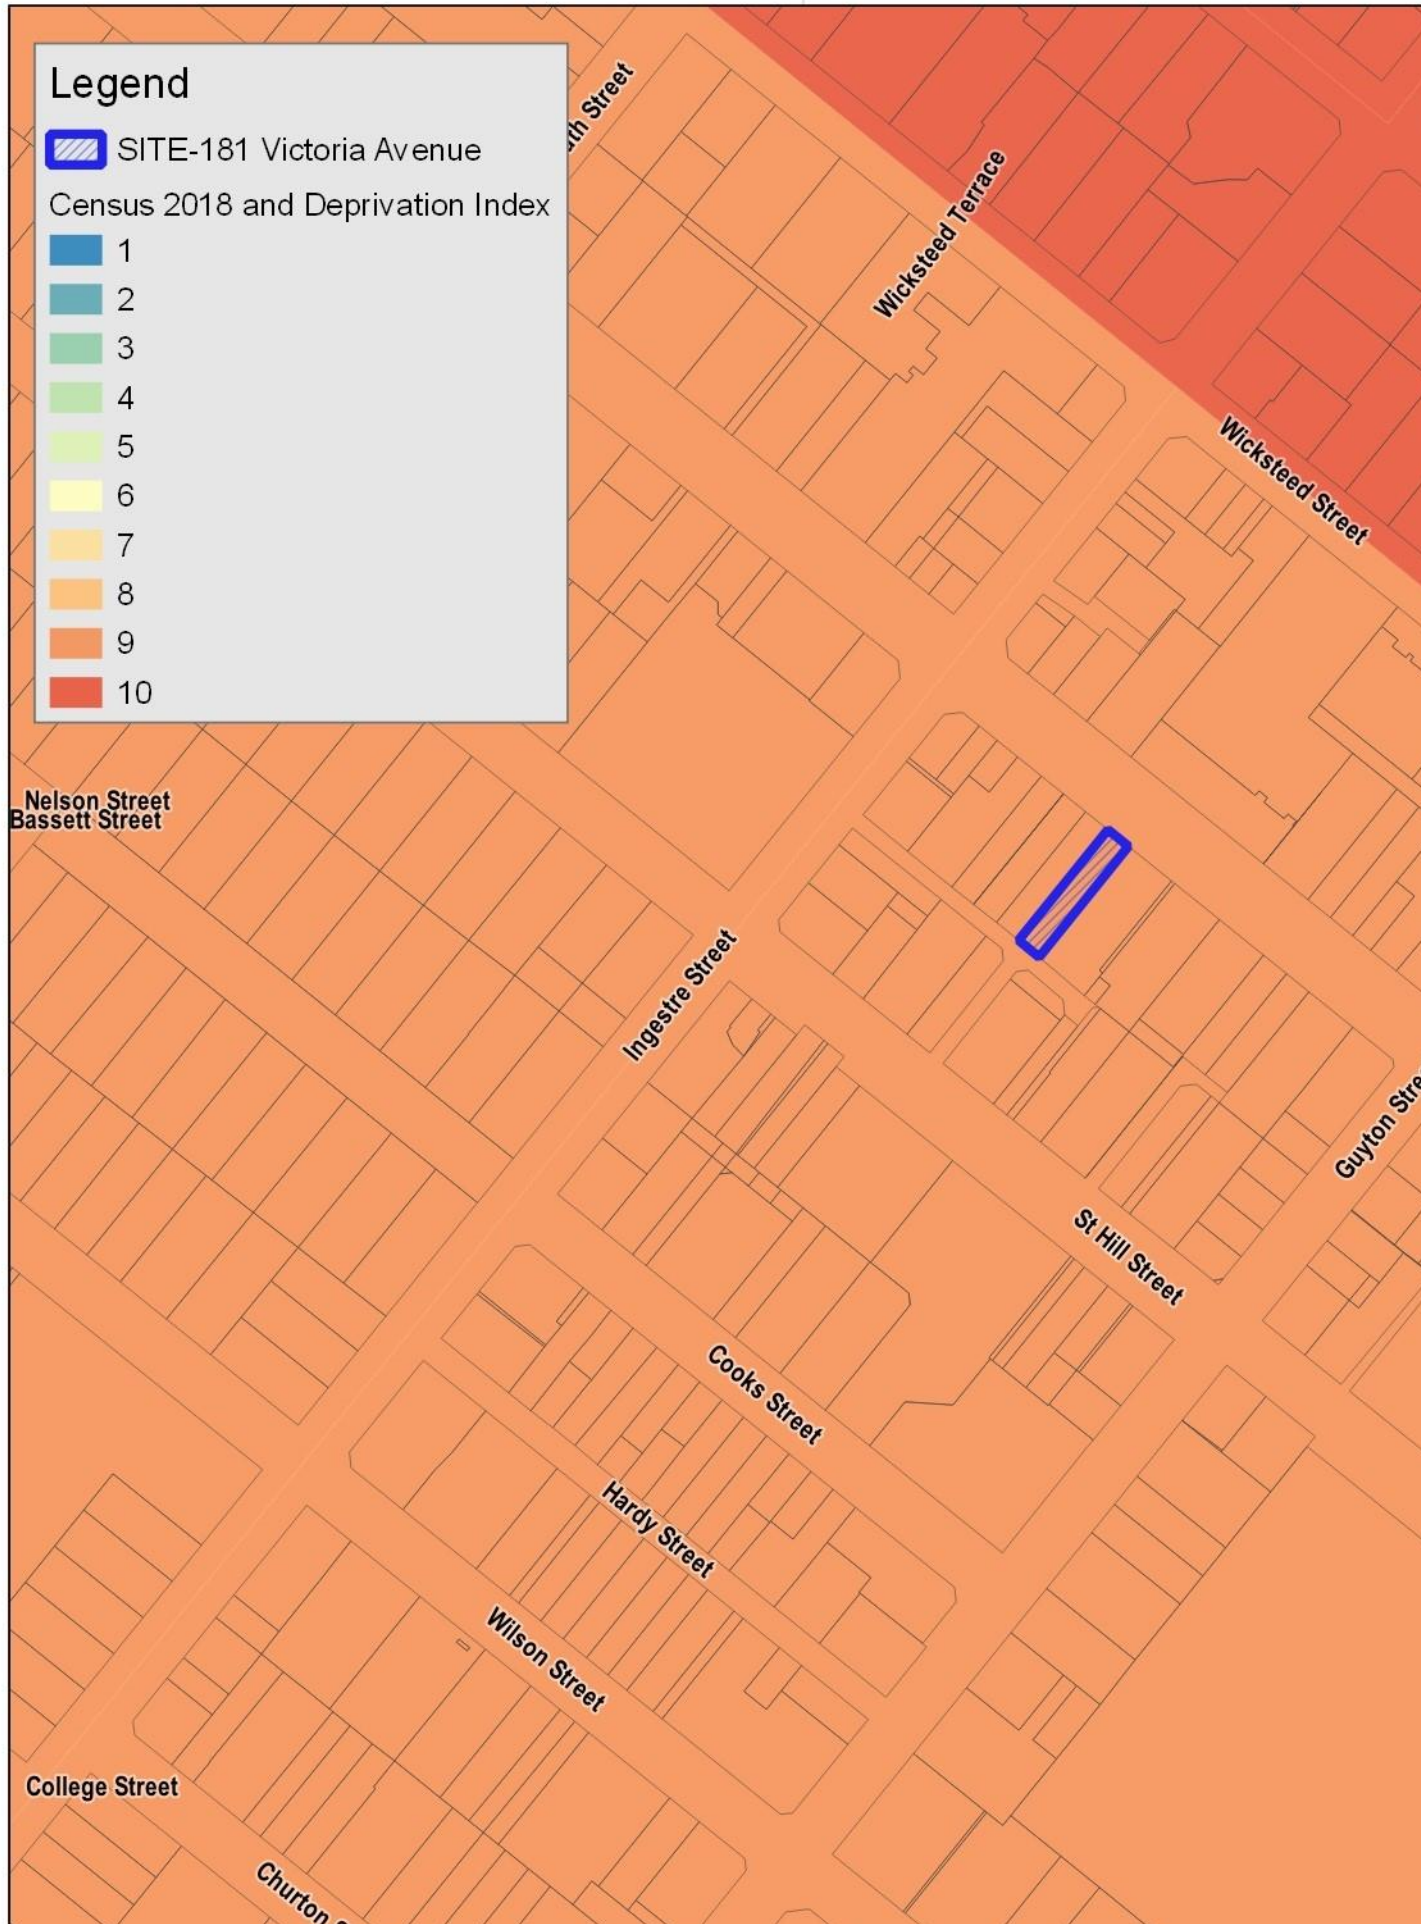 Legend
SITE-181 Victoria Avenue
Census 2018 and Deprivation Index
1
2
3
4
5
6
7
8
9
10
Street
Wicksteed Terrace
Wicksteed Street
Nelson Street
Bassett Street
Ingestre Street
Guyton
St Hill Street
Cooks Street
Hardy Street
Wilson Street
College Street
Churton